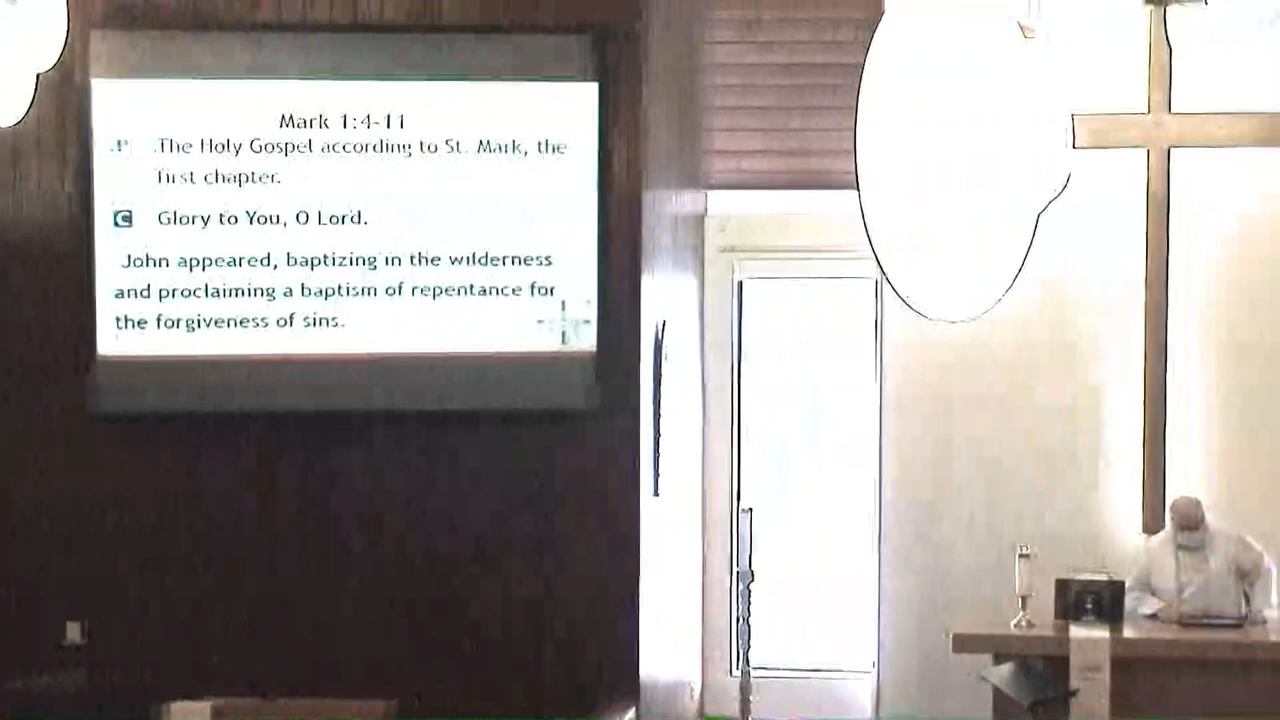 Mark 1:4-11
P The Holy Gospel according to St. Mark, the
first chapter.
C Glory to You, O Lord.
John appeared, baptizing in the wilderness
and proclaiming a baptism of repentance for
the forgiveness of sins.